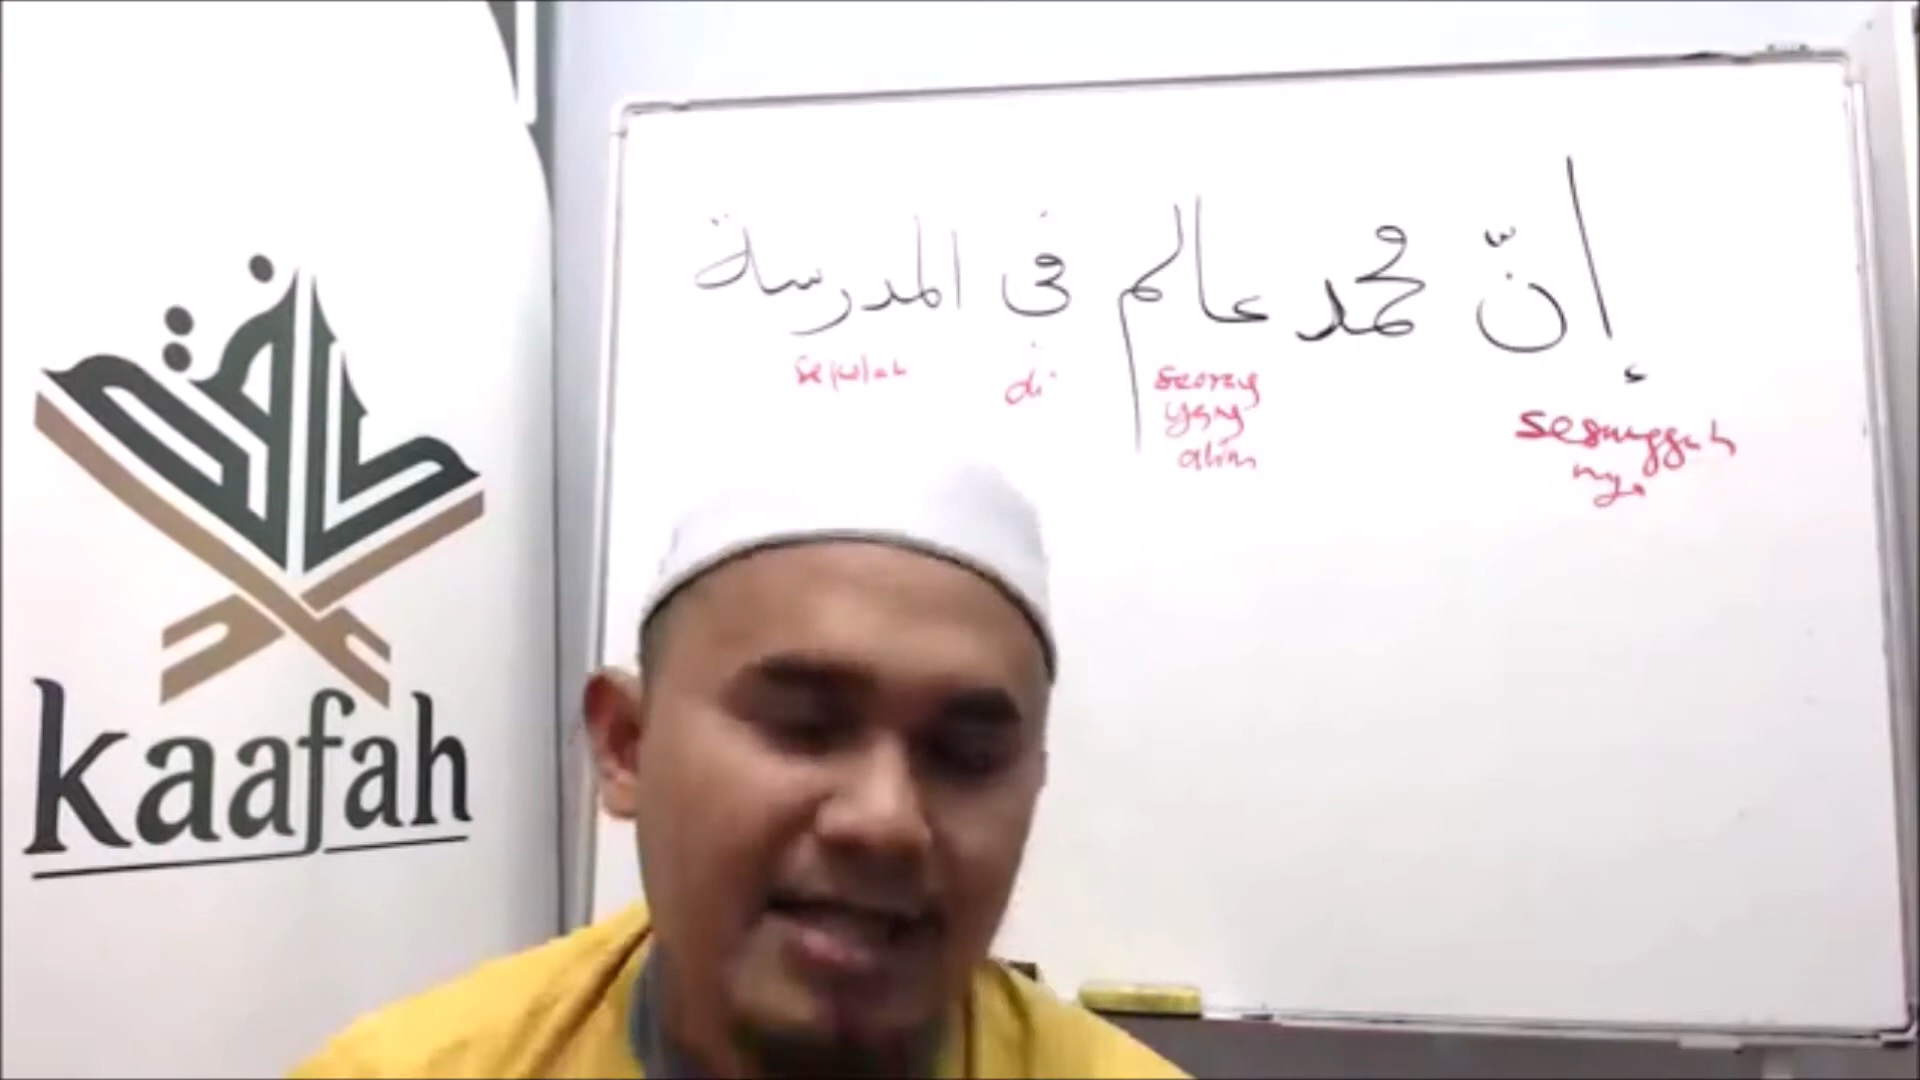 إنّ محمد عالم في المدرسة
sesungguh
nya
seorang
yang
alim
di
sekolah
kaafah